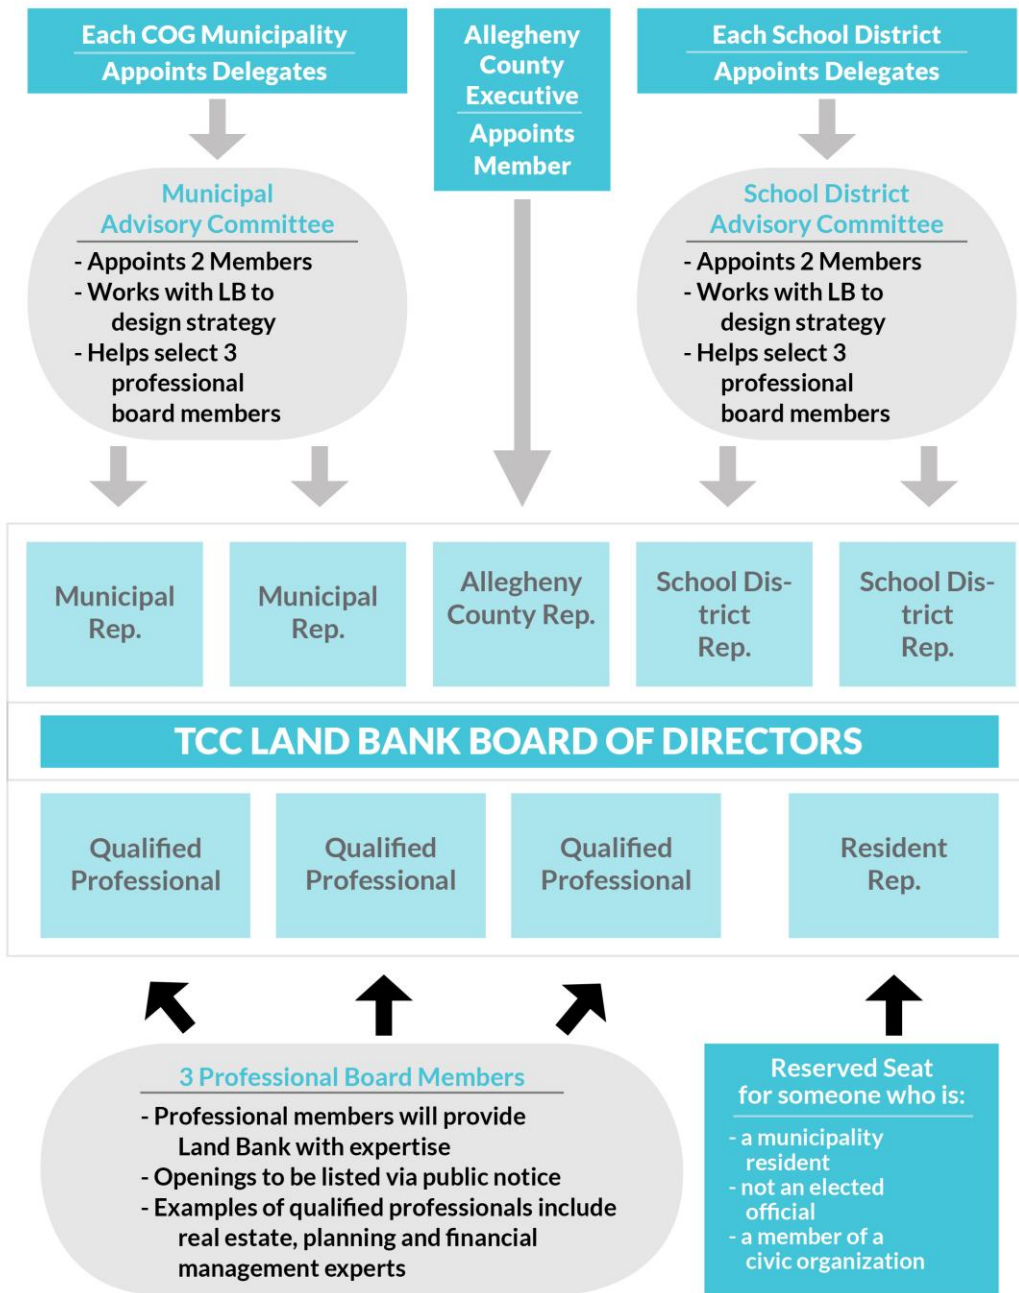 Each COG Municipality
Appoints Delegates
Allegheny
County
Executive
Appoints
Member
Each School District
Appoints Delegates
Municipal
Advisory Committee
- Appoints 2 Members
- Works with LB to
design strategy
- Helps select 3
professional
board members
School District
Advisory Committee
- Appoints 2 Members
- Works with LB to
design strategy
- Helps select 3
professional
board members
Municipal
Rep.
Municipal
Rep.
Allegheny
County Rep.
School Dis-
trict
Rep.
School Dis-
trict
Rep.
TCC LAND BANK BOARD OF DIRECTORS
Qualified
Professional
Qualified
Professional
Qualified
Professional
Resident
Rep.
3 Professional Board Members
- Professional members will provide
Land Bank with expertise
- Openings to be listed via public notice
- Examples of qualified professionals include
real estate, planning and financial
management experts
Reserved Seat
for someone who is:
- a municipality
resident
- not an elected
official
- a member of a
civic organization